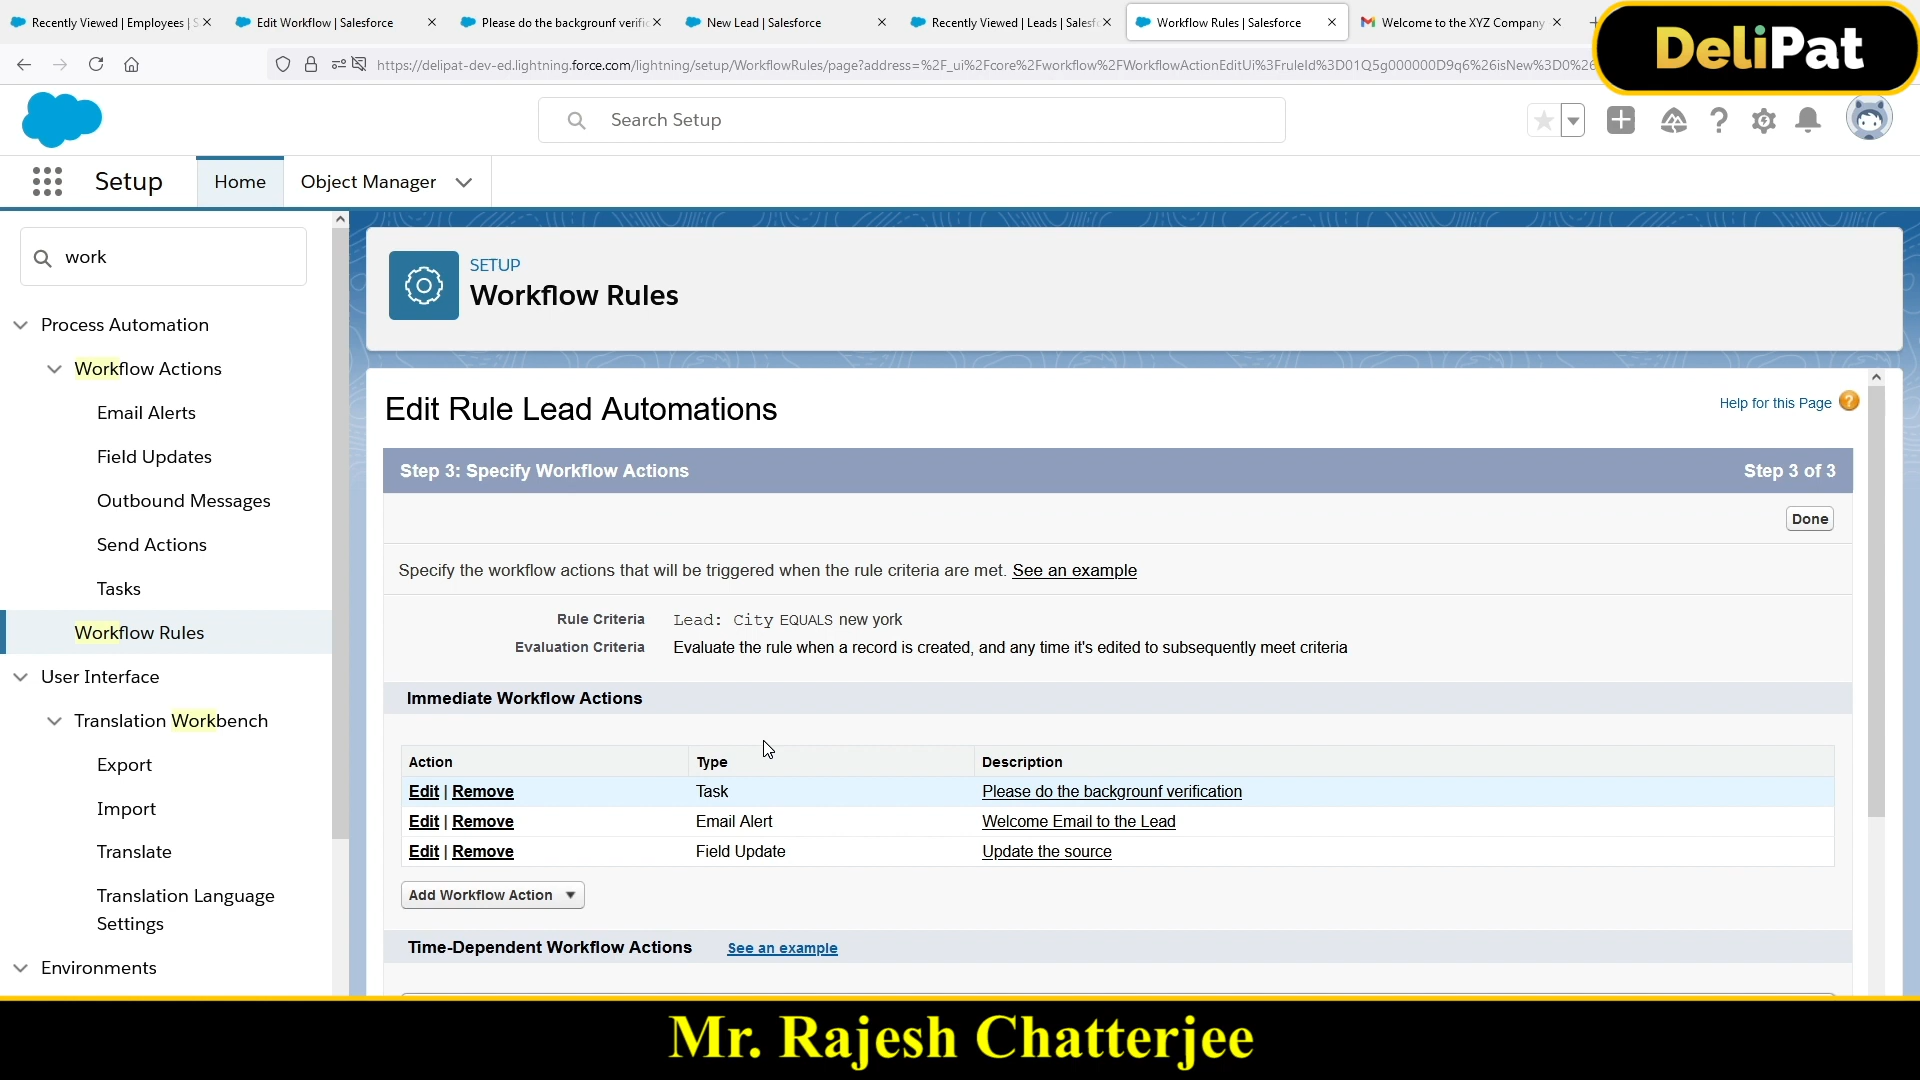 Recently Viewed | Employees | S
Edit Workflow | Salesforce
Please do the backgrounf verific
New Lead | Salesforce
Recently Viewed | Leads | Salesf
Workflow Rules | Salesforce
Welcome to the XYZ Company
DeliPat
https://delipat-dev-ed.lightning.force.com/lightning/setup/WorkflowRules/page?address=%2F_ui%2Fcore%2Fworkflow%2FWorkflowActionEditUi%3FruleId%3D01Q5g000000D9q6%26isNew%3D0%26
Search Setup
Setup
Home
Object Manager
work
Process Automation
Workflow Actions
Email Alerts
Field Updates
Outbound Messages
Send Actions
Tasks
Workflow Rules
User Interface
Translation Workbench
Export
Import
Translate
Translation Language
Settings
Environments
SETUP
Workflow Rules
Edit Rule Lead Automations
Help for this Page ?
Step 3: Specify Workflow Actions
Step 3 of 3
Done
Specify the workflow actions that will be triggered when the rule criteria are met. See an example
Rule Criteria Lead: City EQUALS new york
Evaluation Criteria Evaluate the rule when a record is created, and any time it's edited to subsequently meet criteria
Immediate Workflow Actions
Action Type Description
Edit | Remove Task Please do the backgrounf verification
Edit | Remove Email Alert Welcome Email to the Lead
Edit | Remove Field Update Update the source
Add Workflow Action
Time-Dependent Workflow Actions See an example
Mr. Rajesh Chatterjee